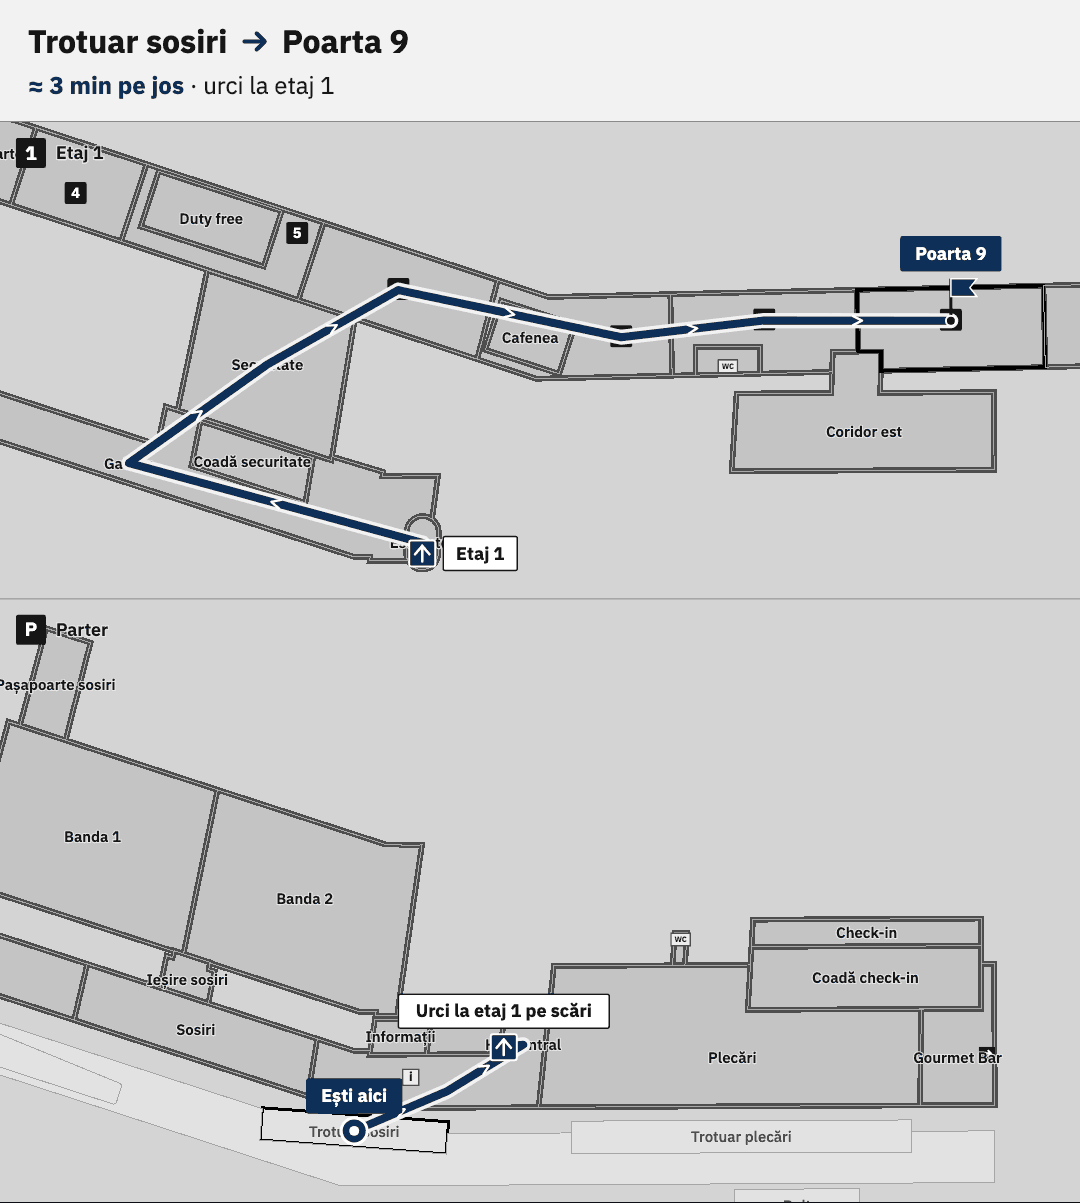 Trotuar sosiri → Poarta 9
≈ 3 min pe jos · urci la etaj 1
1 Etaj 1
4
Duty free
5
Poarta 9
Cafenea
WC
Coridor est
Coadă securitate
Etaj 1
P Parter
Pașapoarte sosiri
Banda 1
Banda 2
Check-in
WC
Coadă check-in
Ieșire sosiri
Urci la etaj 1 pe scări
Sosiri
Informații
Plecări
Gourmet Bar
i
Ești aici
Trotuar sosiri
Trotuar plecări